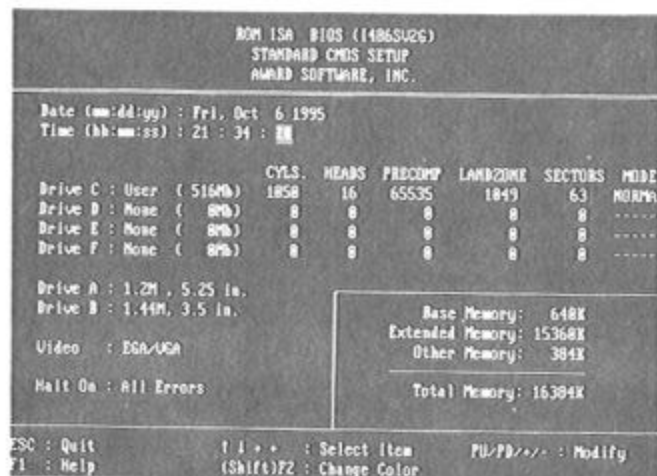 ROM ISA BIOS (I486SV2G)
STANDARD CMOS SETUP
AWARD SOFTWARE, INC.
Date (mm:dd:yy) : Fri, Oct 6 1995
Time (hh:mm:ss) : 21 : 34 :
CYLS. HEADS PRECOMP LANDZONE SECTORS MODE
Drive C : User ( 516Mb) 1050 16 65535 1049 63 NORMA
Drive D : None ( 0Mb) 0 0 0 0 0 -----
Drive E : None ( 0Mb) 0 0 0 0 0 -----
Drive F : None ( 0Mb) 0 0 0 0 0 -----
Drive A : 1.2M , 5.25 in.
Drive B : 1.44M, 3.5 in.
Video : EGA/VGA
Halt On : All Errors
Base Memory: 640K
Extended Memory: 15360K
Other Memory: 384K
Total Memory: 16384K
ESC : Quit ↑ ↓ → ← : Select Item PU/PD/+/- : Modify
F1 : Help (Shift)F2 : Change Color